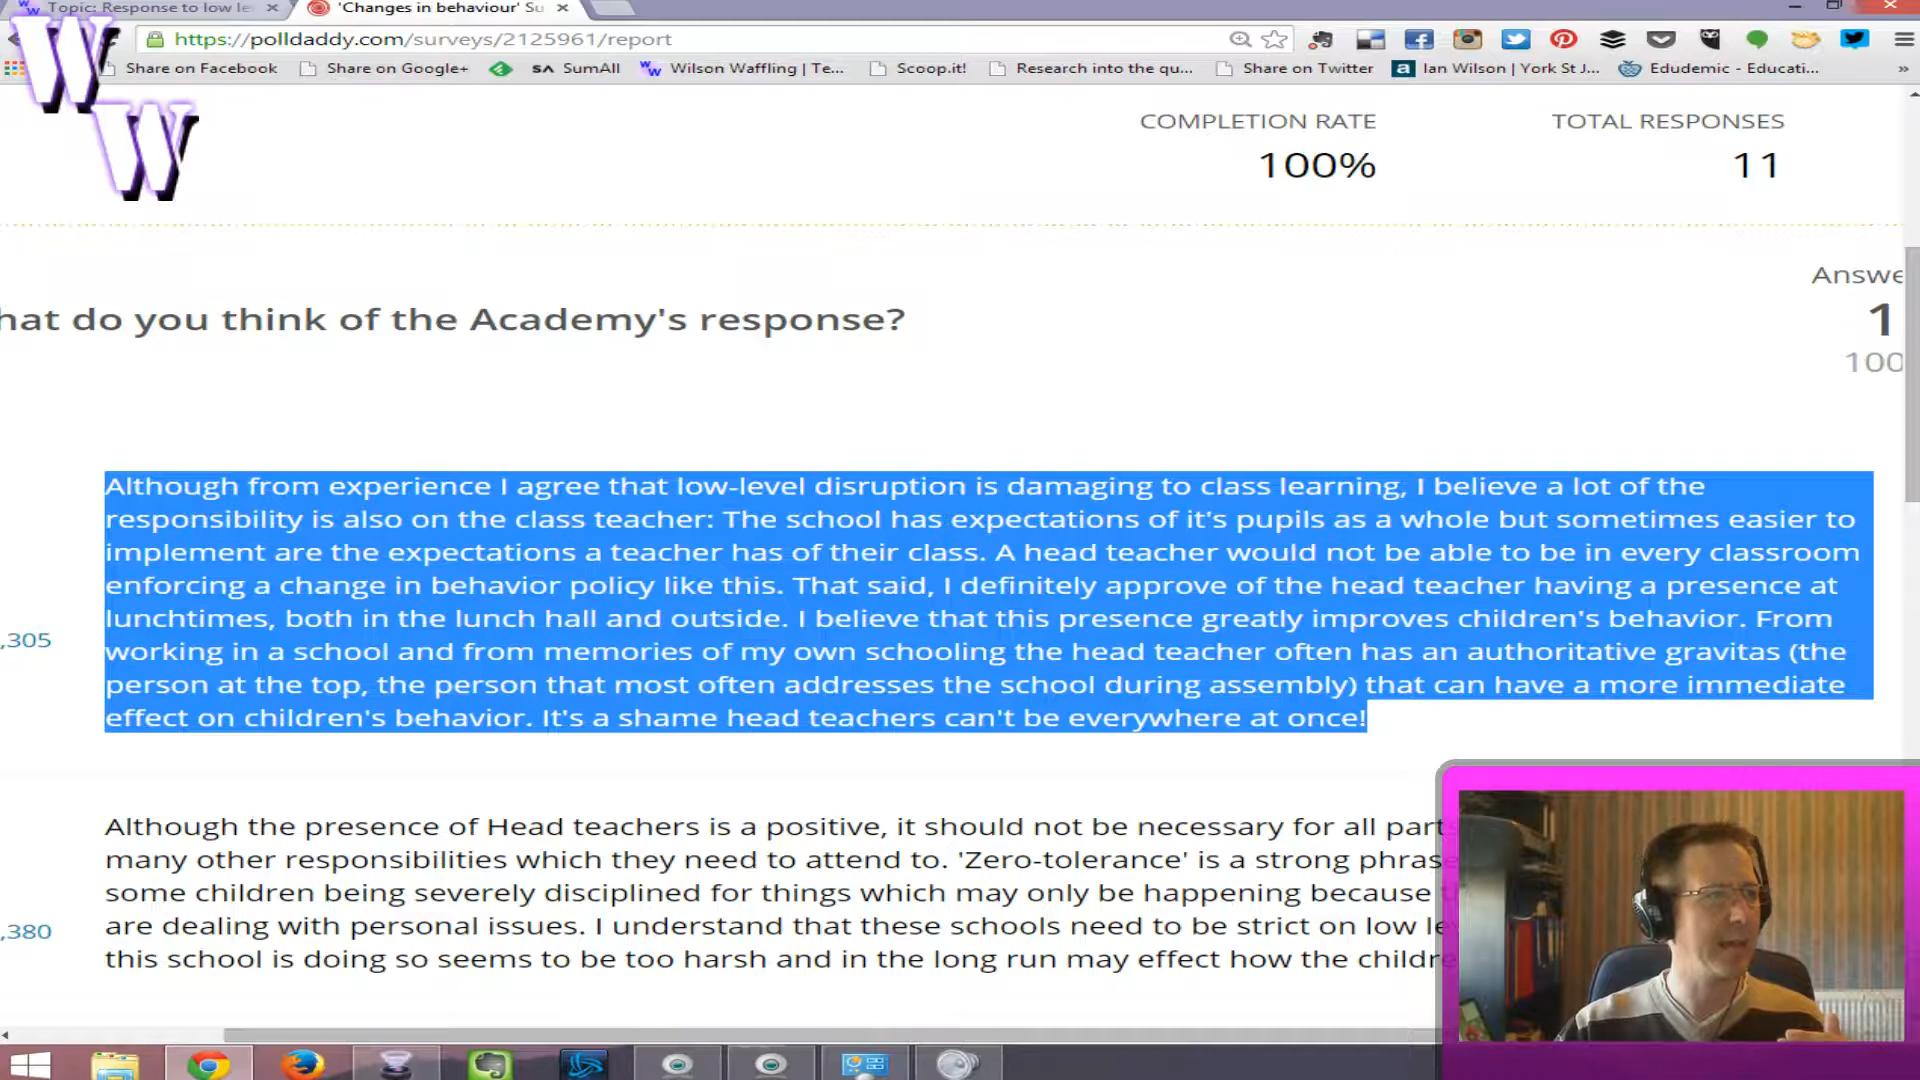 Topic: Response to low le
'Changes in behaviour' Su
https://polldaddy.com/surveys/2125961/report
Share on Facebook
Share on Google+
SA SumAll
Wilson Waffling | Te...
Scoop.it!
Research into the qu...
Share on Twitter
a Ian Wilson | York St J...
Edudemic - Educati...
»
W
W
COMPLETION RATE
TOTAL RESPONSES
100%
11
Answe
hat do you think of the Academy's response?
1
100
Although from experience I agree that low-level disruption is damaging to class learning, I believe a lot of the
responsibility is also on the class teacher: The school has expectations of it's pupils as a whole but sometimes easier to
implement are the expectations a teacher has of their class. A head teacher would not be able to be in every classroom
enforcing a change in behavior policy like this. That said, I definitely approve of the head teacher having a presence at
lunchtimes, both in the lunch hall and outside. I believe that this presence greatly improves children's behavior. From
,305
working in a school and from memories of my own schooling the head teacher often has an authoritative gravitas (the
person at the top, the person that most often addresses the school during assembly) that can have a more immediate
effect on children's behavior. It's a shame head teachers can't be everywhere at once!
Although the presence of Head teachers is a positive, it should not be necessary for all part
many other responsibilities which they need to attend to. 'Zero-tolerance' is a strong phrase
some children being severely disciplined for things which may only be happening because
,380
are dealing with personal issues. I understand that these schools need to be strict on low le
this school is doing so seems to be too harsh and in the long run may effect how the childre